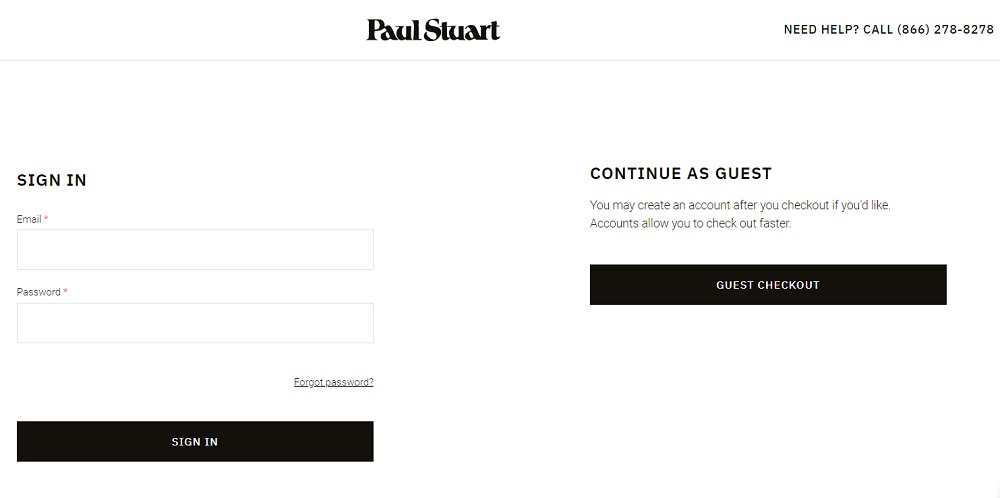 Paul Stuart
NEED HELP? CALL (866) 278-8278
SIGN IN
Email *
Password *
Forgot password?
SIGN IN
CONTINUE AS GUEST
You may create an account after you checkout if you'd like.
Accounts allow you to check out faster.
GUEST CHECKOUT